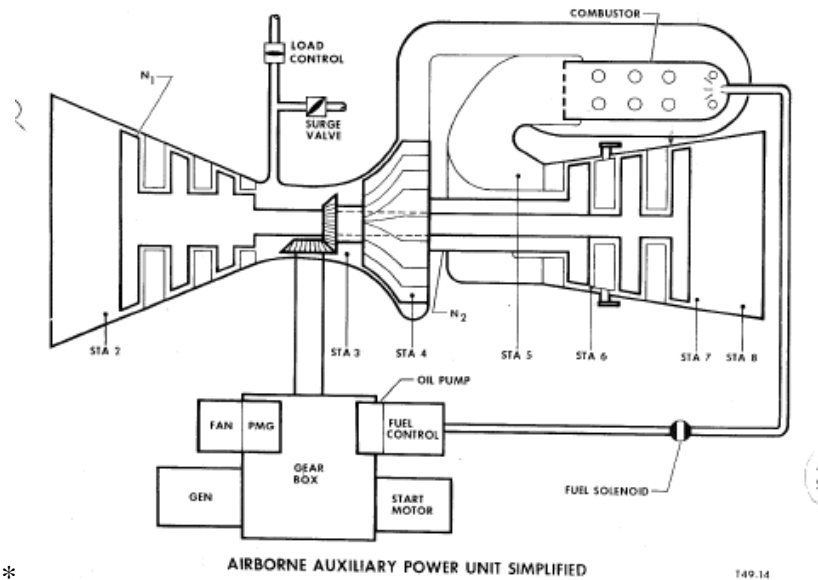 COMBUSTOR
LOAD
CONTROL
N1
SURGE
VALVE
N2
STA 2
STA 3
STA 4
STA 5
STA 6
STA 7
STA 8
OIL PUMP
FAN
PMG
FUEL
CONTROL
GEAR
BOX
GEN
START
MOTOR
FUEL SOLENOID
AIRBORNE AUXILIARY POWER UNIT SIMPLIFIED
T49.14
*